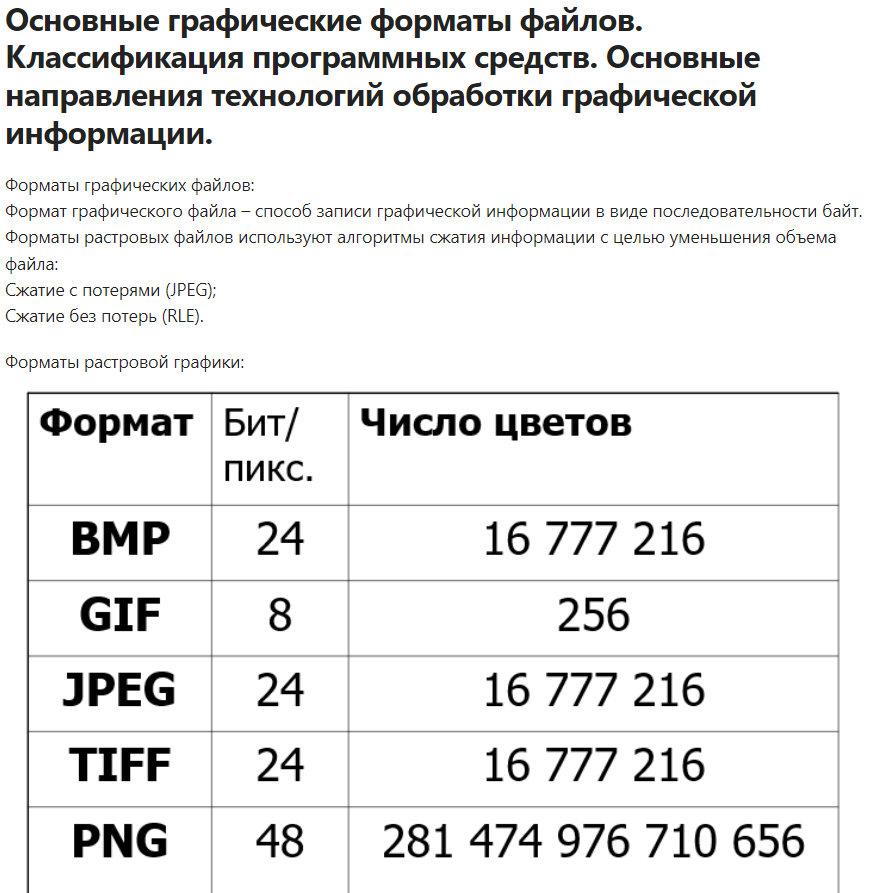 Основные графические форматы файлов.
Классификация программных средств. Основные
направления технологий обработки графической
информации.
Форматы графических файлов:
Формат графического файла – способ записи графической информации в виде последовательности байт.
Форматы растровых файлов используют алгоритмы сжатия информации с целью уменьшения объема
файла:
Сжатие с потерями (JPEG);
Сжатие без потерь (RLE).
Форматы растровой графики:
Формат Бит/ Число цветов
пикс.
BMP 24 16 777 216
GIF 8 256
JPEG 24 16 777 216
TIFF 24 16 777 216
PNG 48 281 474 976 710 656